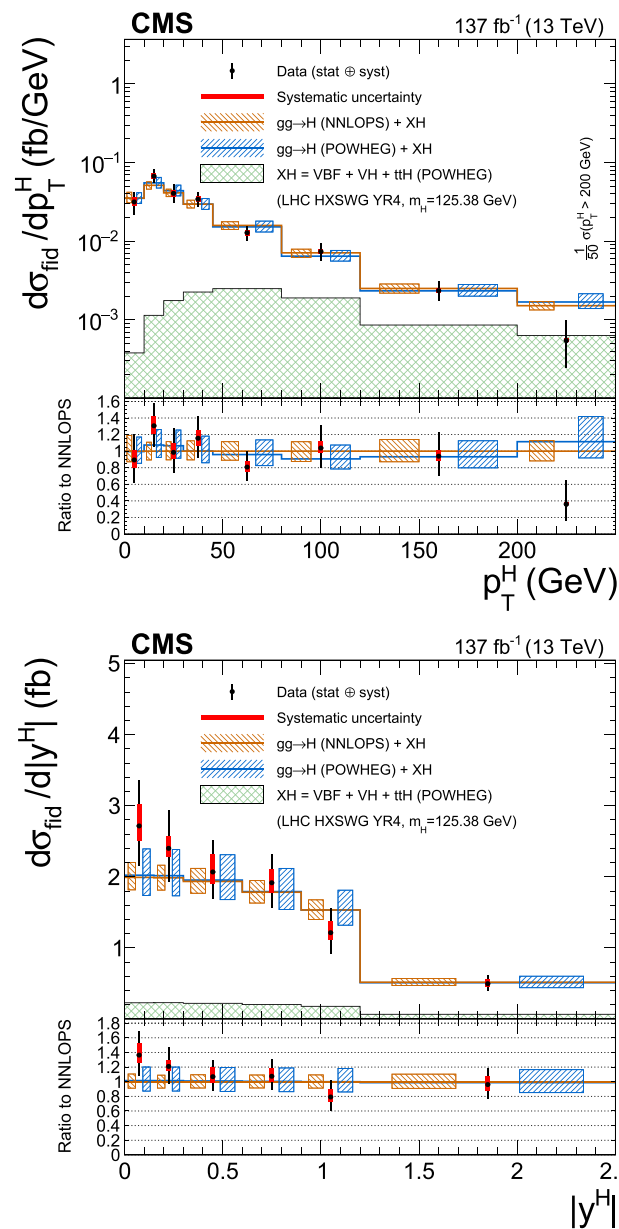 CMS 137 fb⁻¹ (13 TeV)
dσ_fid /dp_T^H (fb/GeV)
1
10⁻¹
10⁻²
10⁻³
Data (stat ⊕ syst)
Systematic uncertainty
gg→H (NNLOPS) + XH
gg→H (POWHEG) + XH
XH = VBF + VH + ttH (POWHEG)
(LHC HXSWG YR4, m_H=125.38 GeV)
1/50 σ(p_T^H > 200 GeV)
Ratio to NNLOPS
1.6
1.4
1.2
1
0.8
0.6
0.4
0.2
0
0 50 100 150 200
p_T^H (GeV)
CMS 137 fb⁻¹ (13 TeV)
dσ_fid /d|y^H| (fb)
5
4
3
2
1
Data (stat ⊕ syst)
Systematic uncertainty
gg→H (NNLOPS) + XH
gg→H (POWHEG) + XH
XH = VBF + VH + ttH (POWHEG)
(LHC HXSWG YR4, m_H=125.38 GeV)
Ratio to NNLOPS
1.8
1.6
1.4
1.2
1
0.8
0.6
0.4
0.2
0
0 0.5 1 1.5 2 2.
|y^H|